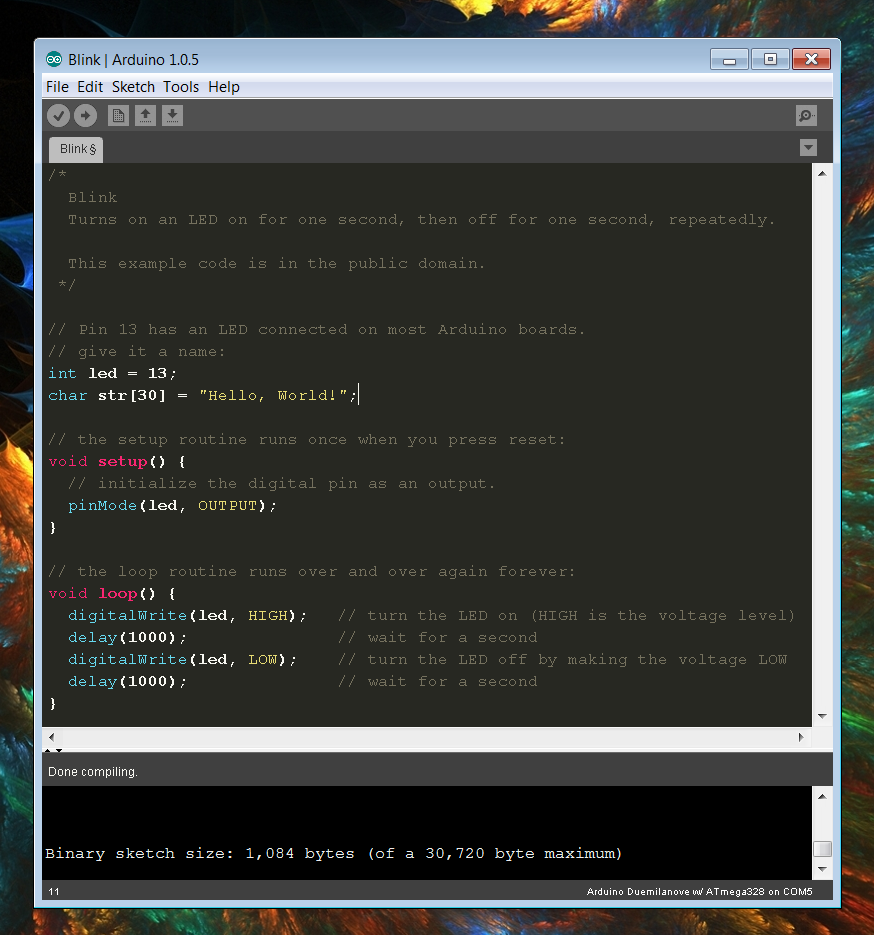 Blink | Arduino 1.0.5
File Edit Sketch Tools Help
Blink §
/*
  Blink
  Turns on an LED on for one second, then off for one second, repeatedly.
  This example code is in the public domain.
 */
// Pin 13 has an LED connected on most Arduino boards.
// give it a name:
int led = 13;
char str[30] = "Hello, World!";
// the setup routine runs once when you press reset:
void setup() {
  // initialize the digital pin as an output.
  pinMode(led, OUTPUT);
}
// the loop routine runs over and over again forever:
void loop() {
  digitalWrite(led, HIGH);   // turn the LED on (HIGH is the voltage level)
  delay(1000);               // wait for a second
  digitalWrite(led, LOW);    // turn the LED off by making the voltage LOW
  delay(1000);               // wait for a second
}
Done compiling.
Binary sketch size: 1,084 bytes (of a 30,720 byte maximum)
11 Arduino Duemilanove w/ ATmega328 on COM5